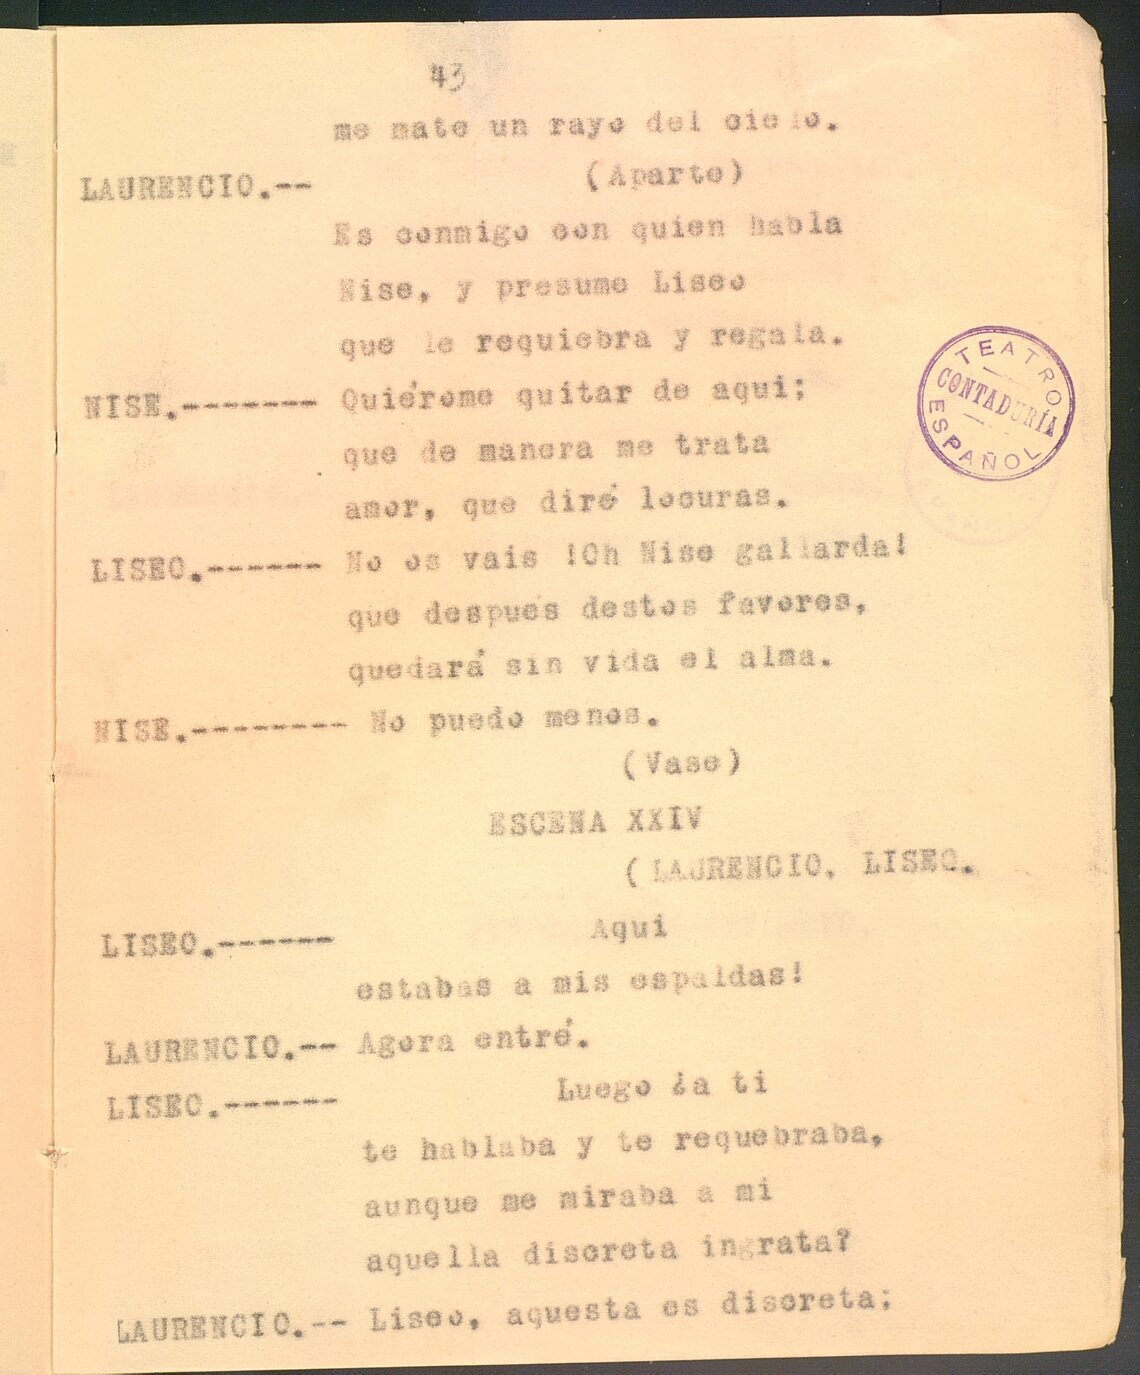 43
me mate un rayo del cielo.
LAURENCIO.-- (Aparte)
Es conmigo con quien habla
Nise, y presume Liseo
que le requiebra y regala.
NISE.------- Quiérome quitar de aqui;
que de manera me trata
amor, que diré locuras.
LISEO.------ No os vais !Oh Nise gallarda!
que después destos favores,
quedará sin vida el alma.
NISE.-------- No puedo menos.
(Vase)
ESCENA XXIV
( LAURENCIO, LISEO.
LISEO.------ Aqui
estabas a mis espaldas!
LAURENCIO.-- Agora entré.
LISEO.------ Luego ¿a ti
te hablaba y te requebraba,
aunque me miraba a mi
aquella discreta ingrata?
LAURENCIO.-- Liseo, aquesta es discreta;
TEATRO
CONTADURÍA
ESPAÑOL